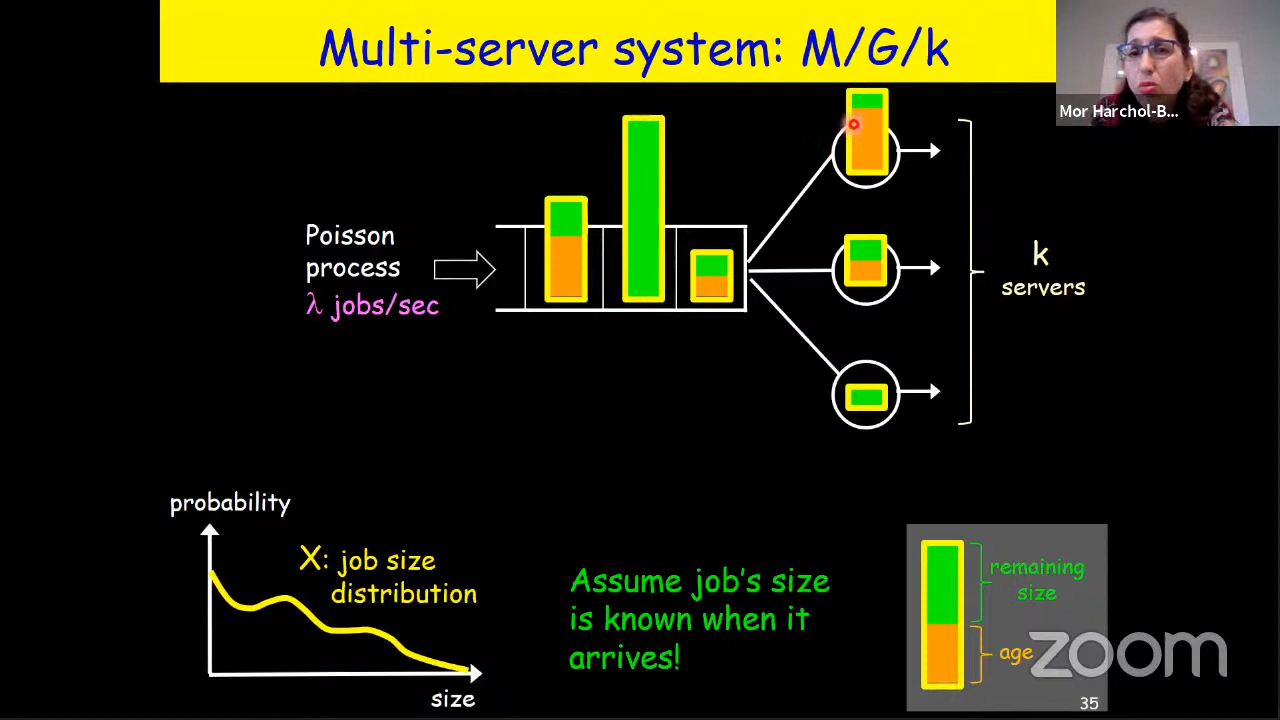 Multi-server system: M/G/k
Mor Harchol-B...
Poisson
process
λ jobs/sec
k
servers
probability
X: job size
distribution
size
Assume job's size
is known when it
arrives!
remaining
size
age
zoom
35